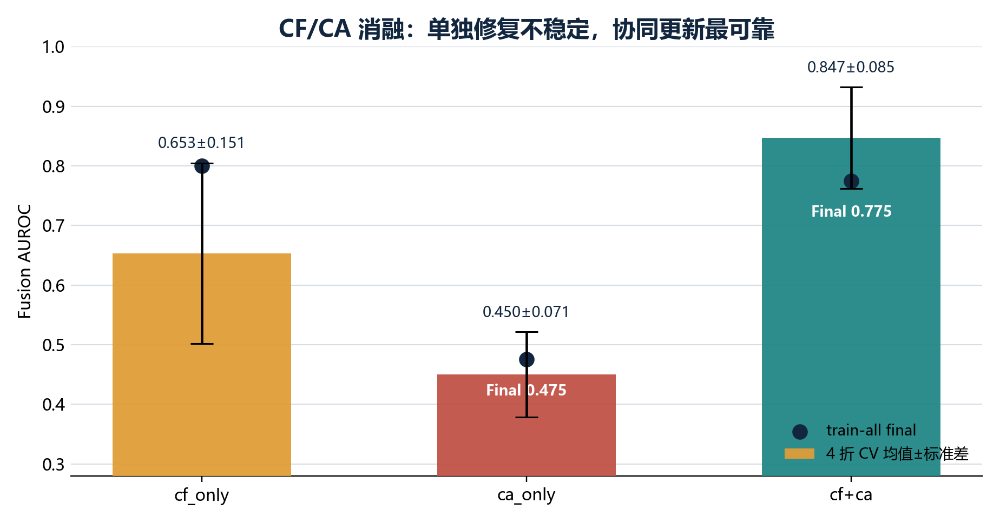 CF/CA 消融：单独修复不稳定，协同更新最可靠
Fusion AUROC
1.0
0.9
0.8
0.7
0.6
0.5
0.4
0.3
0.653±0.151
0.450±0.071
0.847±0.085
Final 0.475
Final 0.775
train-all final
4 折 CV 均值±标准差
cf_only
ca_only
cf+ca